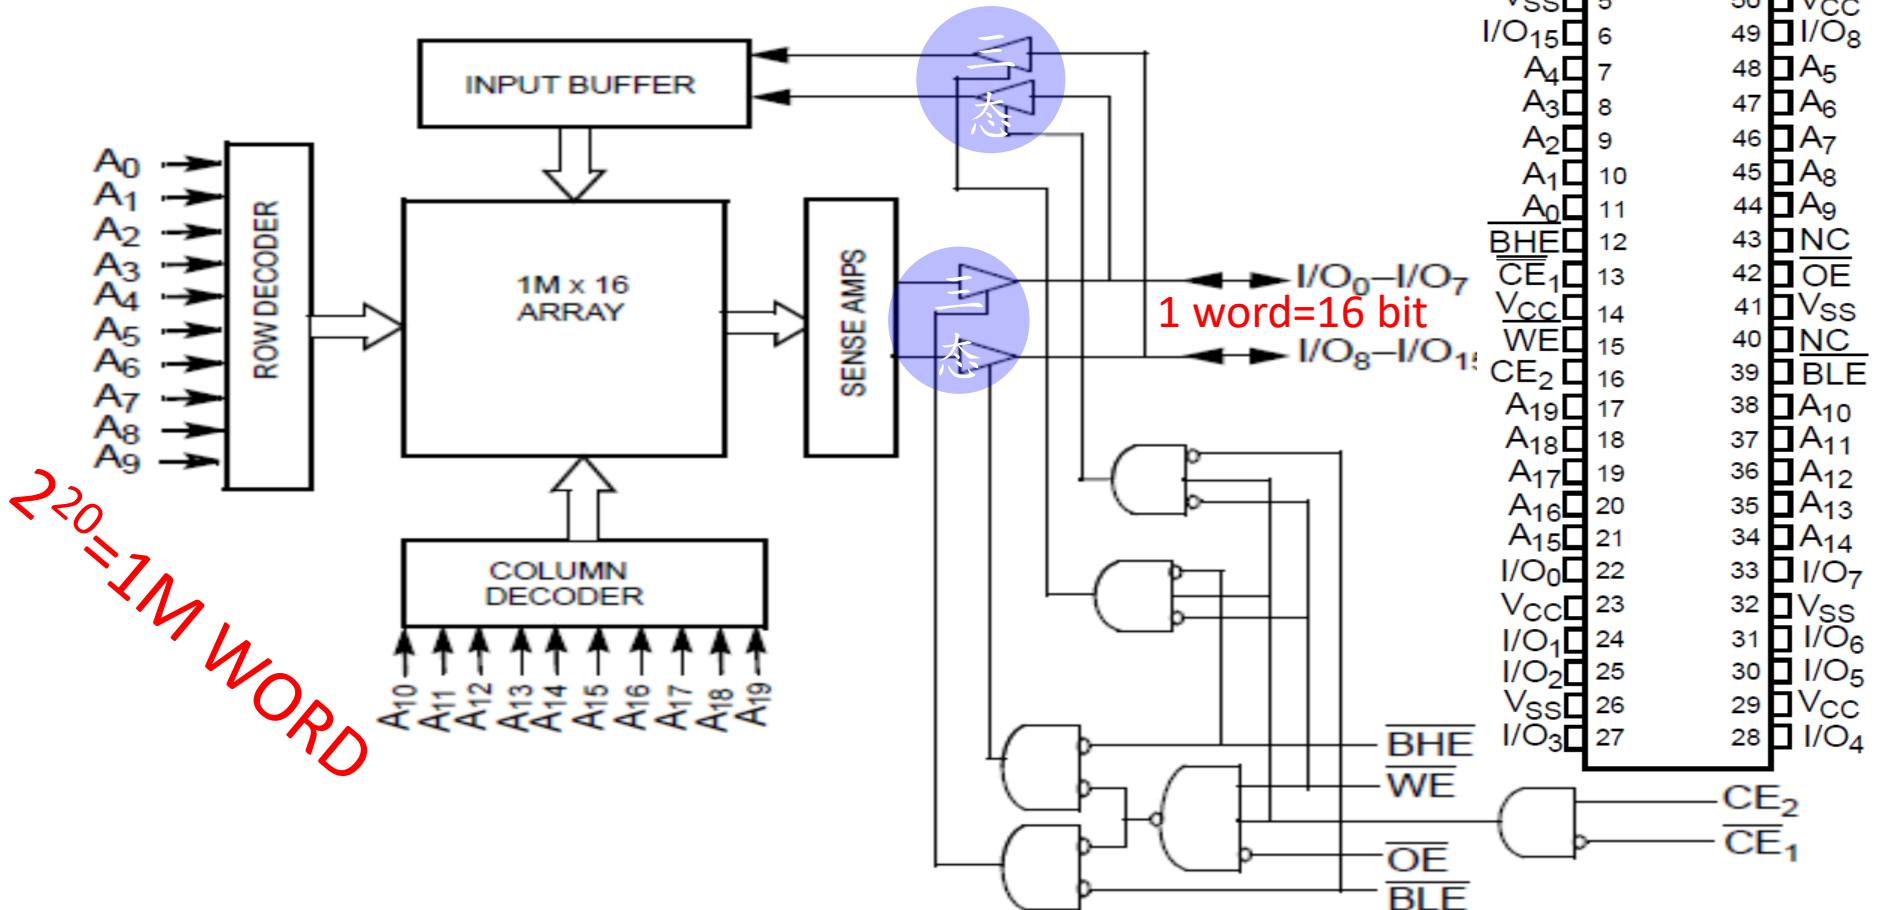 INPUT BUFFER
三
态
A0
A1
A2
A3
A4
A5
A6
A7
A8
A9
ROW DECODER
1M x 16
ARRAY
SENSE AMPS
三
态
I/O0–I/O7
1 word=16 bit
I/O8–I/O15
2^20=1M WORD
COLUMN
DECODER
A10
A11
A12
A13
A14
A15
A16
A17
A18
A19
BHE
WE
OE
BLE
CE2
CE1
VSS 5
I/O15 6
A4 7
A3 8
A2 9
A1 10
A0 11
BHE 12
CE1 13
VCC 14
WE 15
CE2 16
A19 17
A18 18
A17 19
A16 20
A15 21
I/O0 22
VCC 23
I/O1 24
I/O2 25
VSS 26
I/O3 27
50 VCC
49 I/O8
48 A5
47 A6
46 A7
45 A8
44 A9
43 NC
42 OE
41 VSS
40 NC
39 BLE
38 A10
37 A11
36 A12
35 A13
34 A14
33 I/O7
32 VSS
31 I/O6
30 I/O5
29 VCC
28 I/O4